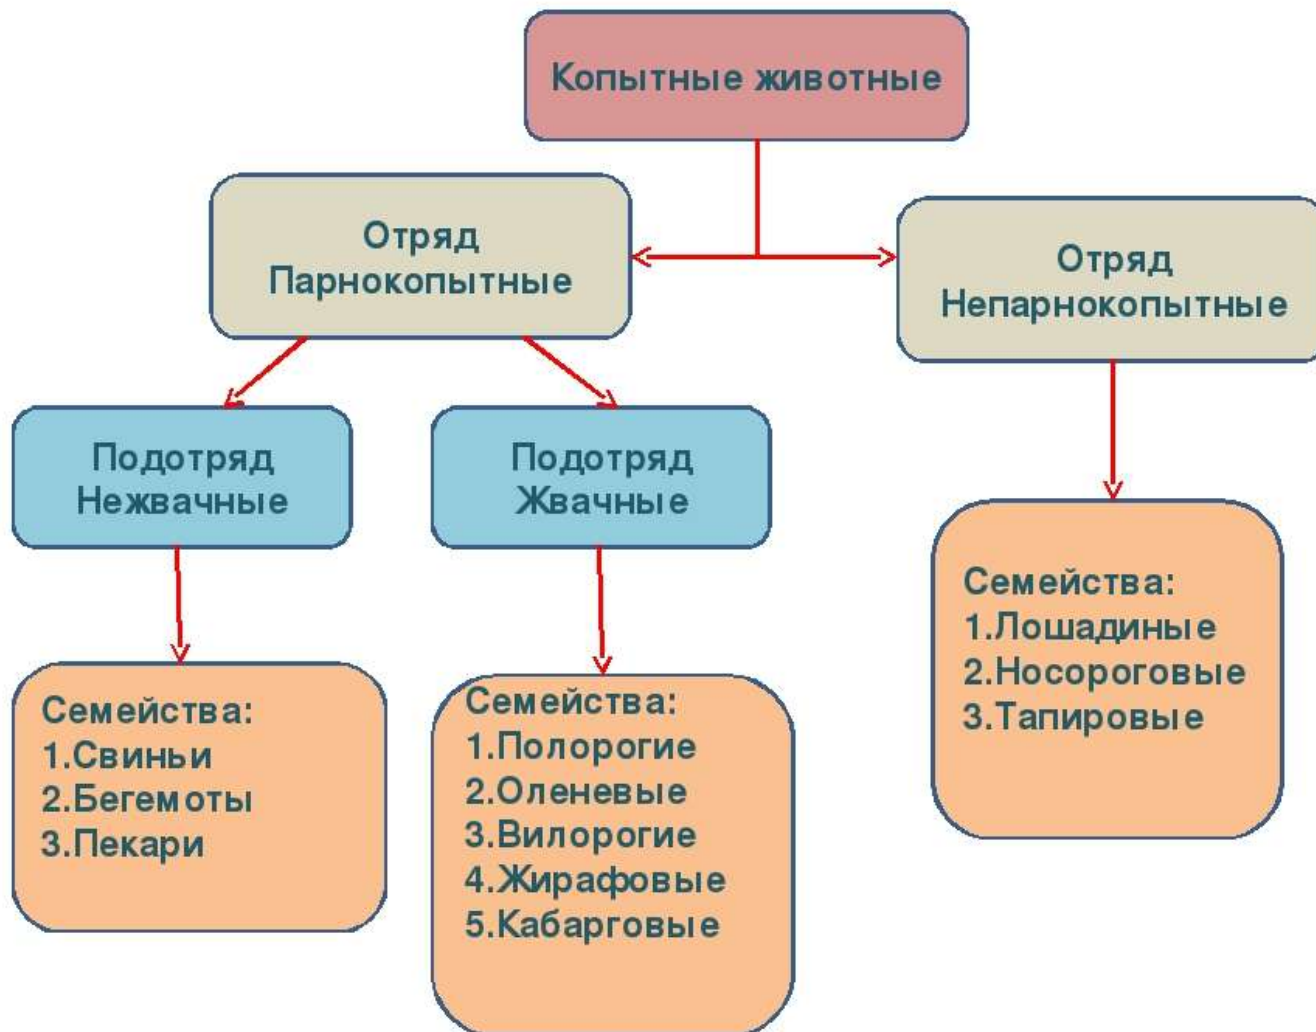 Копытные животные
Отряд
Парнокопытные
Отряд
Непарнокопытные
Подотряд
Нежвачные
Подотряд
Жвачные
Семейства:
1.Свиньи
2.Бегемоты
3.Пекари
Семейства:
1.Полорогие
2.Оленевые
3.Вилорогие
4.Жирафовые
5.Кабарговые
Семейства:
1.Лошадиные
2.Носороговые
3.Тапировые